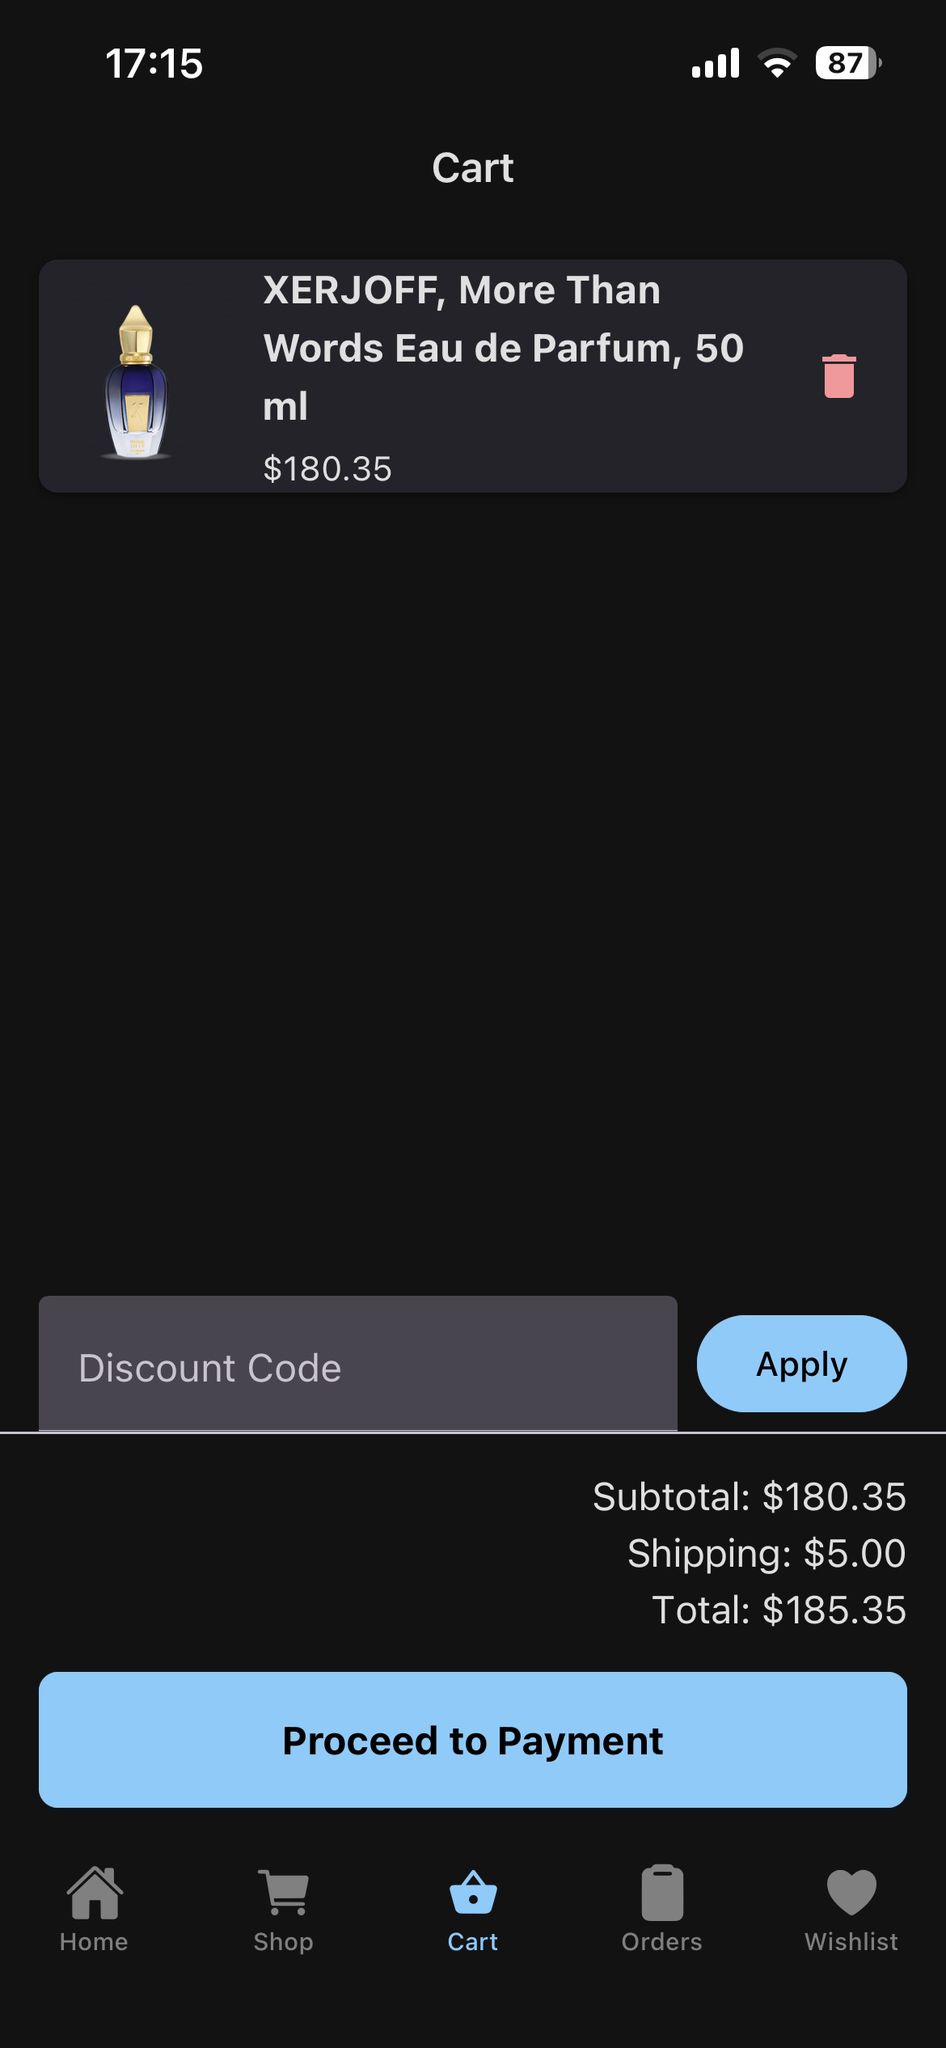 17:15
87
Cart
XERJOFF, More Than
Words Eau de Parfum, 50
ml
$180.35
Discount Code
Apply
Subtotal: $180.35
Shipping: $5.00
Total: $185.35
Proceed to Payment
Home
Shop
Cart
Orders
Wishlist